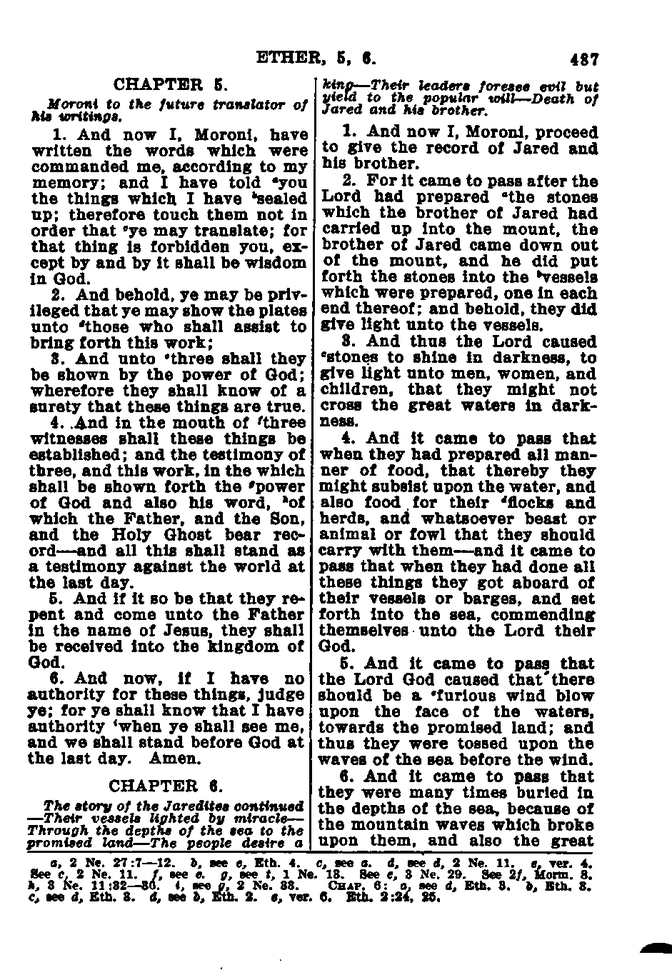 ETHER, 5, 6.
487
CHAPTER 5.
Moroni to the future translator of
his writings.
1. And now I, Moroni, have
written the words which were
commanded me, according to my
memory; and I have told ᵃyou
the things which I have ᵇsealed
up; therefore touch them not in
order that ᶜye may translate; for
that thing is forbidden you, ex-
cept by and by it shall be wisdom
in God.
2. And behold, ye may be priv-
ileged that ye may show the plates
unto ᵈthose who shall assist to
bring forth this work;
3. And unto ᵉthree shall they
be shown by the power of God;
wherefore they shall know of a
surety that these things are true.
4. And in the mouth of ᶠthree
witnesses shall these things be
established; and the testimony of
three, and this work, in the which
shall be shown forth the ᵍpower
of God and also his word, ʰof
which the Father, and the Son,
and the Holy Ghost bear rec-
ord—and all this shall stand as
a testimony against the world at
the last day.
5. And if it so be that they re-
pent and come unto the Father
in the name of Jesus, they shall
be received into the kingdom of
God.
6. And now, if I have no
authority for these things, judge
ye; for ye shall know that I have
authority ⁱwhen ye shall see me,
and we shall stand before God at
the last day. Amen.
CHAPTER 6.
The story of the Jaredites continued
—Their vessels lighted by miracle—
Through the depths of the sea to the
promised land—The people desire a
king—Their leaders foresee evil but
yield to the popular will—Death of
Jared and his brother.
1. And now I, Moroni, proceed
to give the record of Jared and
his brother.
2. For it came to pass after the
Lord had prepared ᵃthe stones
which the brother of Jared had
carried up into the mount, the
brother of Jared came down out
of the mount, and he did put
forth the stones into the ᵇvessels
which were prepared, one in each
end thereof; and behold, they did
give light unto the vessels.
3. And thus the Lord caused
ᶜstones to shine in darkness, to
give light unto men, women, and
children, that they might not
cross the great waters in dark-
ness.
4. And it came to pass that
when they had prepared all man-
ner of food, that thereby they
might subsist upon the water, and
also food for their ᵈflocks and
herds, and whatsoever beast or
animal or fowl that they should
carry with them—and it came to
pass that when they had done all
these things they got aboard of
their vessels or barges, and set
forth into the sea, commending
themselves unto the Lord their
God.
5. And it came to pass that
the Lord God caused that there
should be a ᵉfurious wind blow
upon the face of the waters,
towards the promised land; and
thus they were tossed upon the
waves of the sea before the wind.
6. And it came to pass that
they were many times buried in
the depths of the sea, because of
the mountain waves which broke
upon them, and also the great
a, 2 Ne. 27:7—12. b, see e, Eth. 4. c, see a. d, see d, 2 Ne. 11. e, ver. 4.
See c, 2 Ne. 11. f, see e. g, see t, 1 Ne. 13. See e, 3 Ne. 29. See 2f, Morm. 8.
h, 3 Ne. 11:32—36. i, see g, 2 Ne. 33. CHAP. 6: a, see d, Eth. 3. b, Eth. 3.
c, see d, Eth. 3. d, see b, Eth. 2. e, ver. 6. Eth. 2:24, 25.